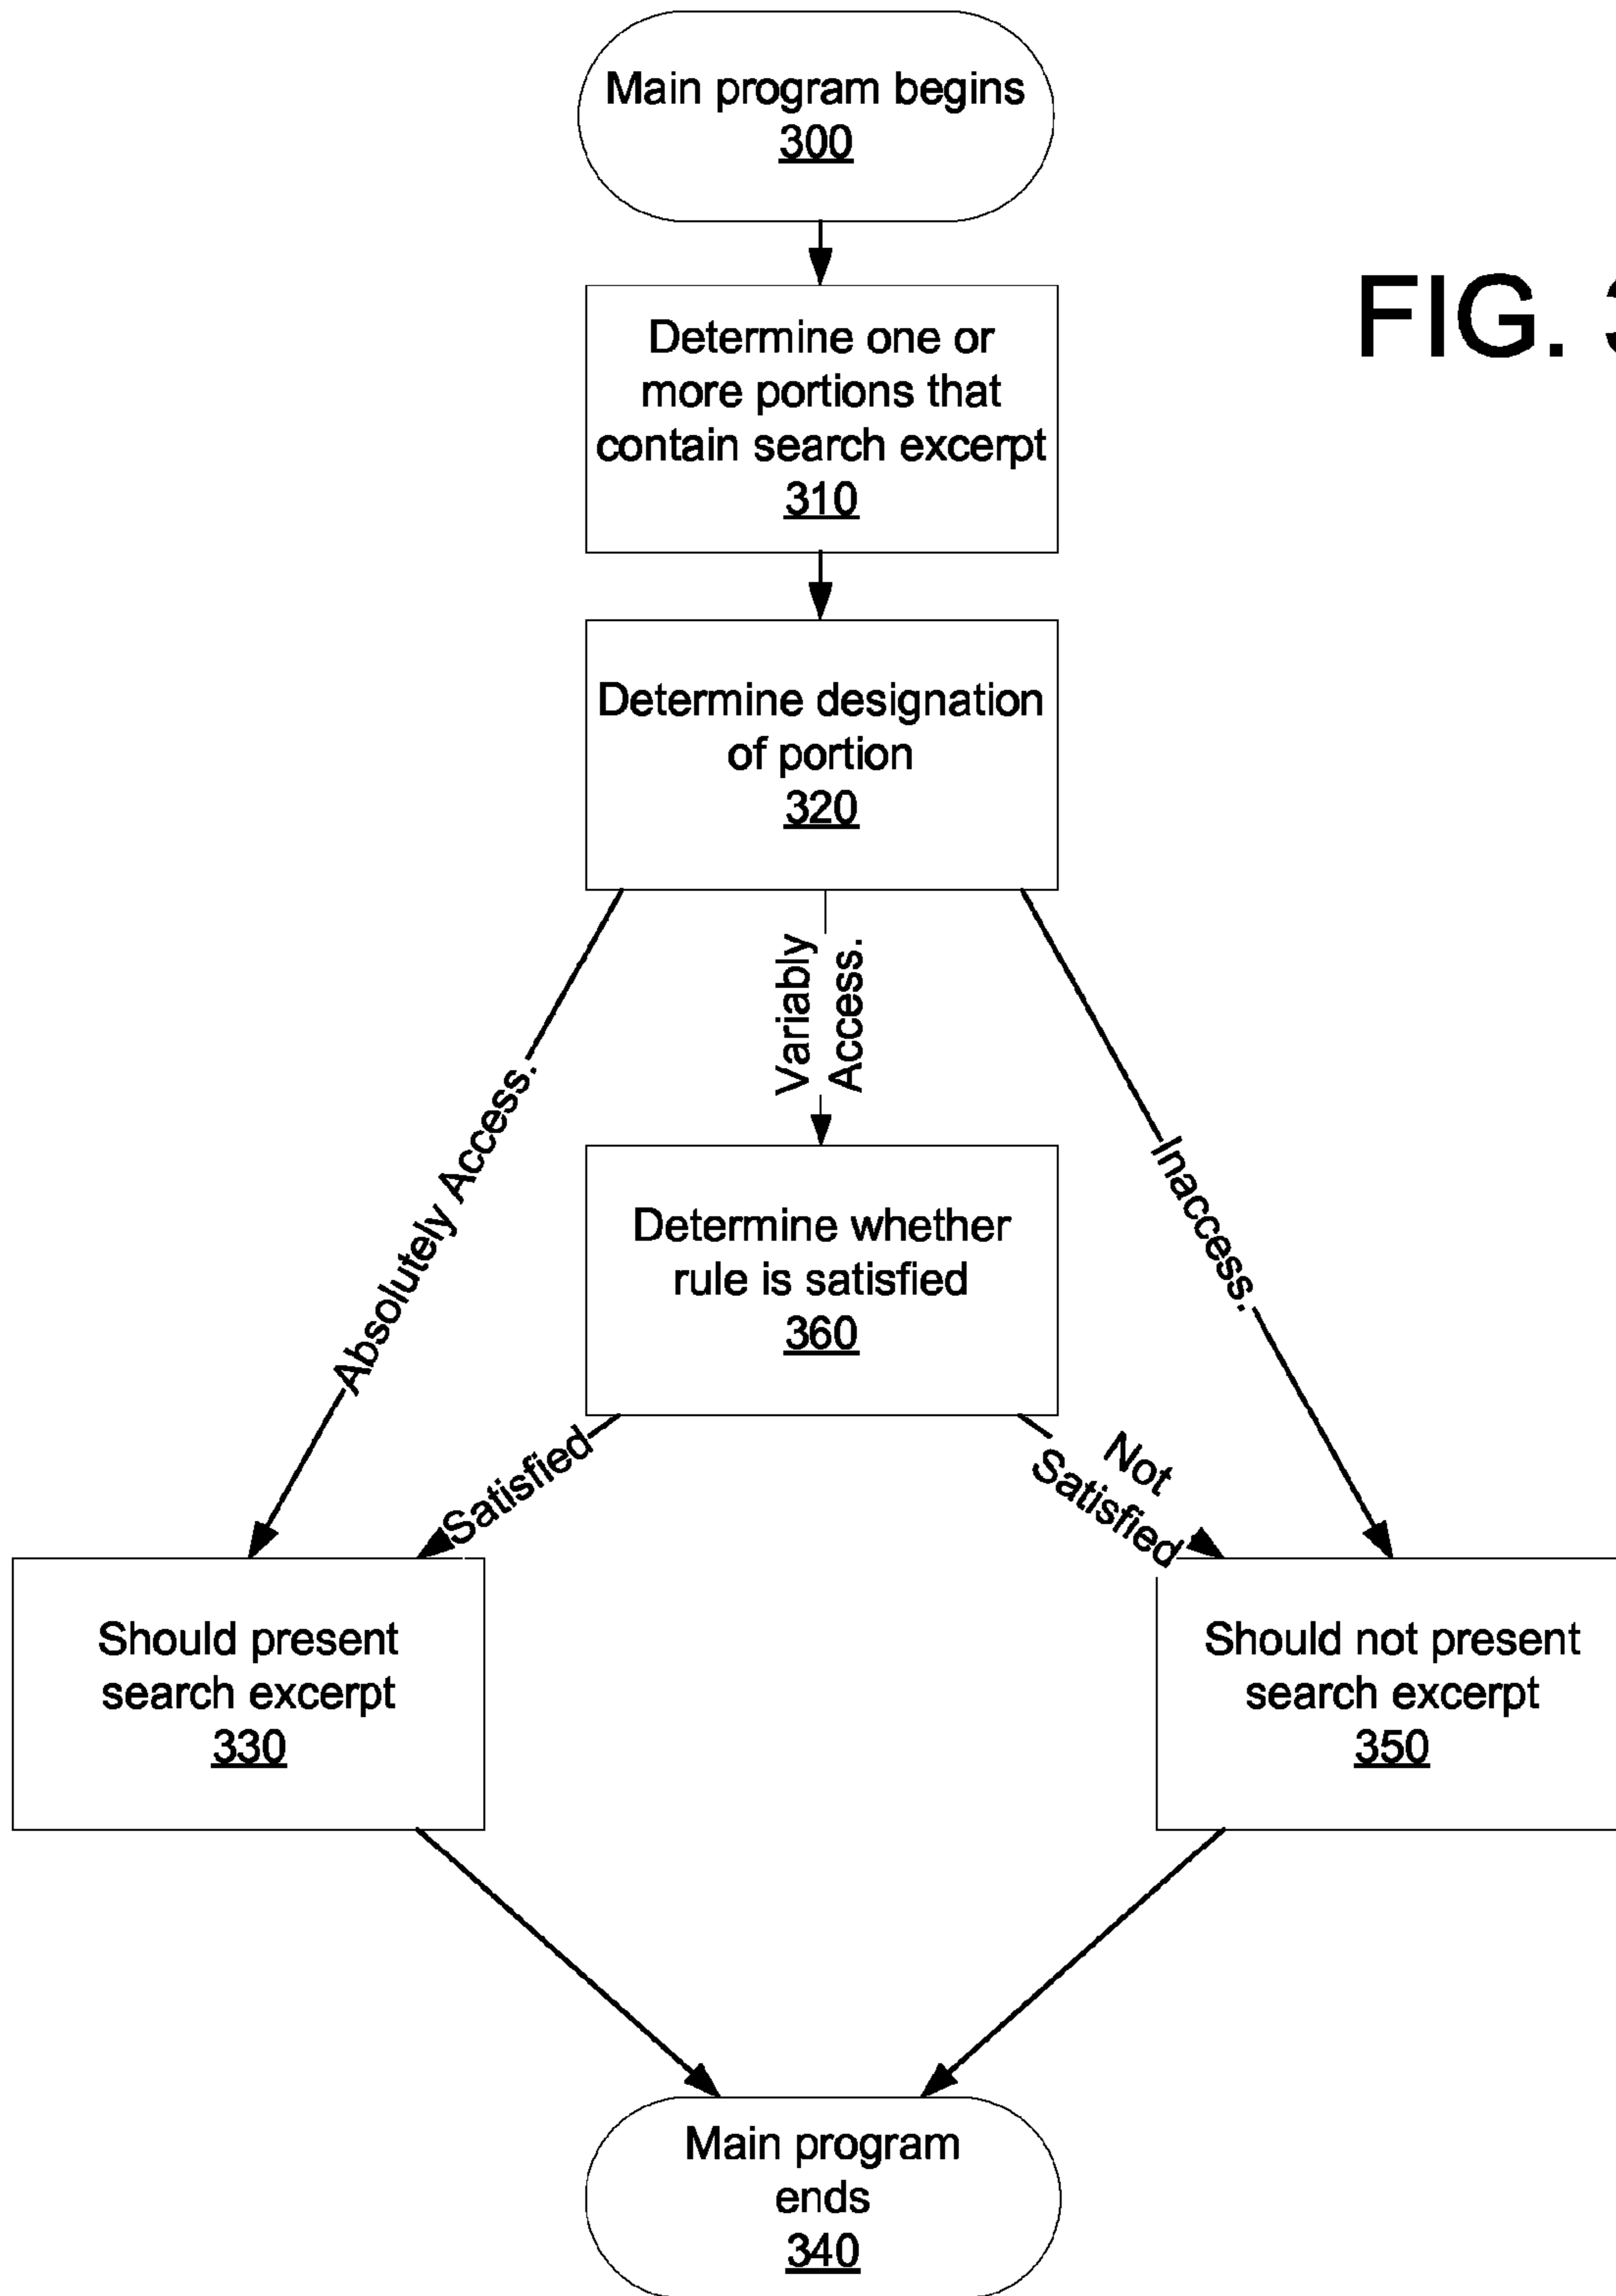 Main program begins
300
FIG. 3
Determine one or
more portions that
contain search excerpt
310
Determine designation
of portion
320
Variably
Access.
Absolutely Access.
Inaccess.
Determine whether
rule is satisfied
360
Satisfied
Not
Satisfied
Should present
search excerpt
330
Should not present
search excerpt
350
Main program
ends
340